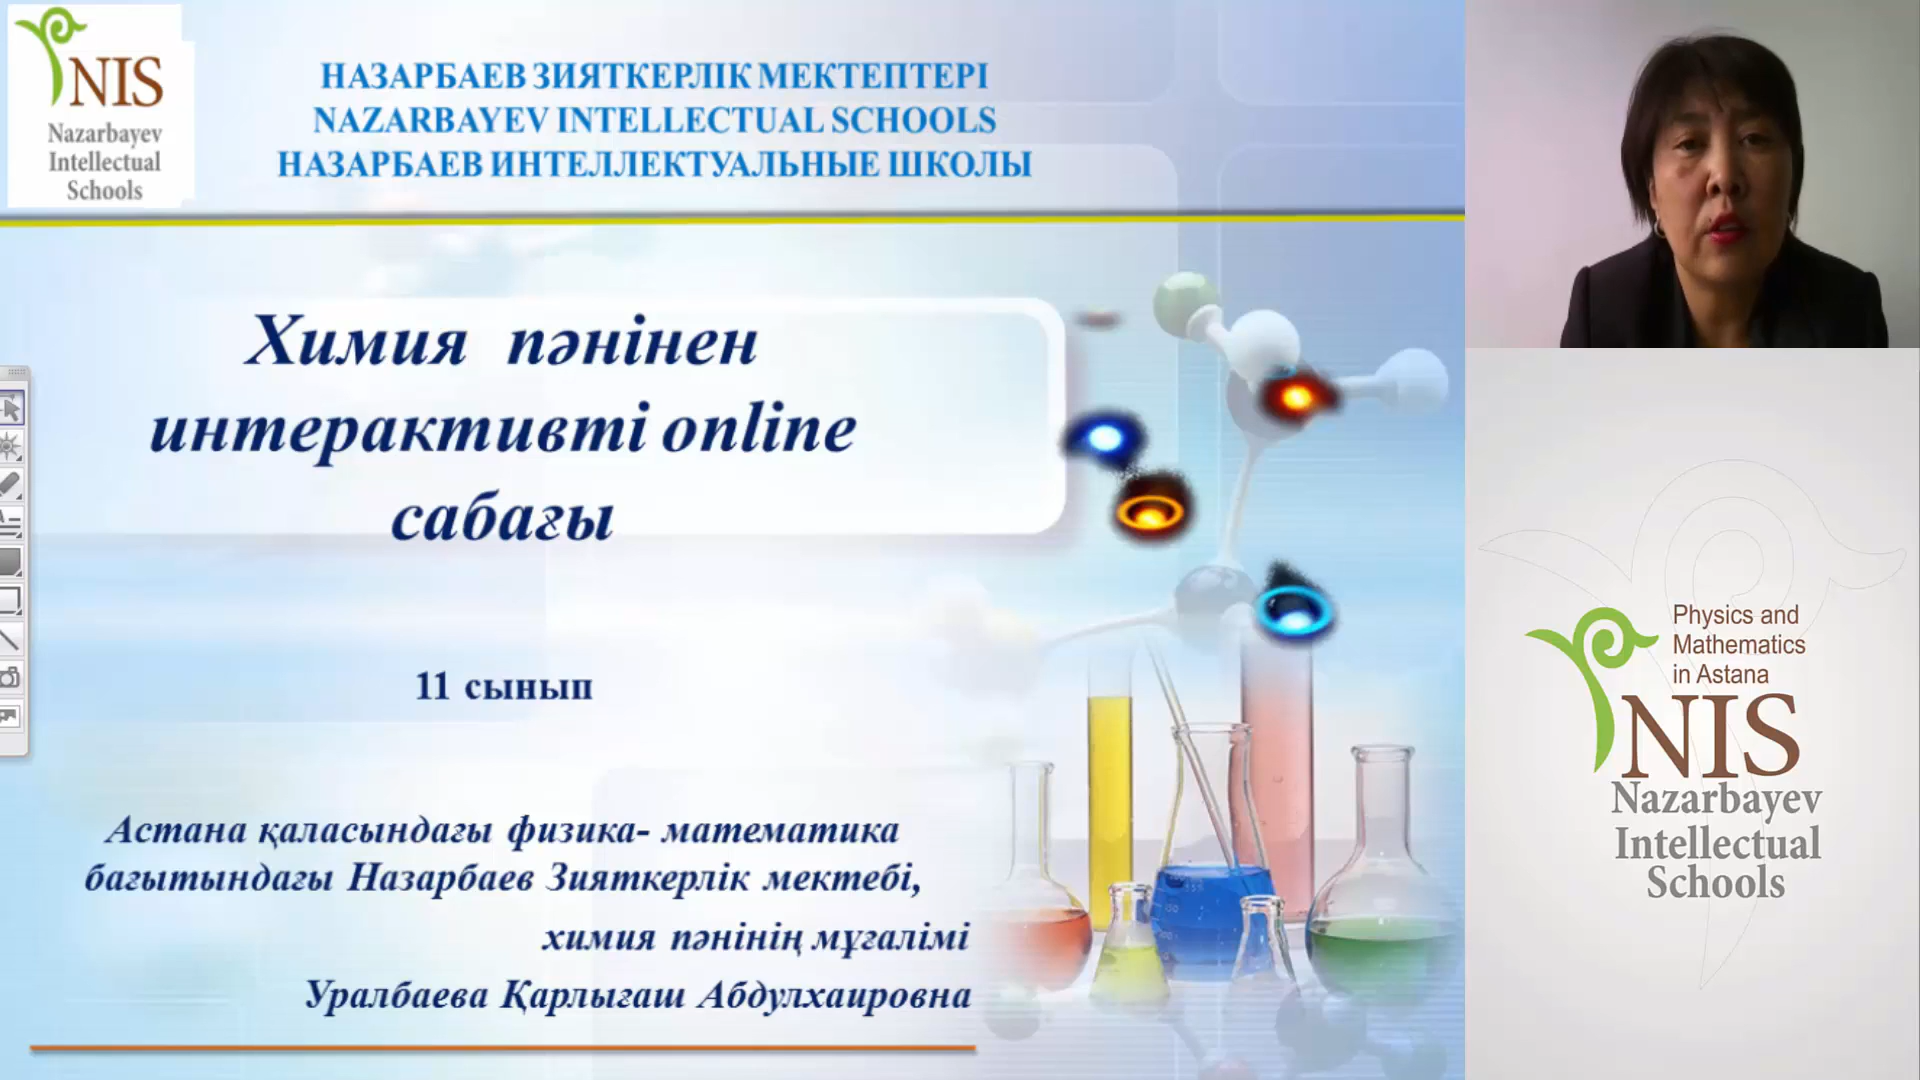 NIS
Nazarbayev
Intellectual
Schools
НАЗАРБАЕВ ЗИЯТКЕРЛІК МЕКТЕПТЕРІ
NAZARBAYEV INTELLECTUAL SCHOOLS
НАЗАРБАЕВ ИНТЕЛЛЕКТУАЛЬНЫЕ ШКОЛЫ
Химия пәнінен
интерактивті online
сабағы
11 сынып
Астана қаласындағы физика- математика
бағытындағы Назарбаев Зияткерлік мектебі,
химия пәнінің мұғалімі
Уралбаева Қарлығаш Абдулхаировна
Physics and
Mathematics
in Astana
NIS
Nazarbayev
Intellectual
Schools